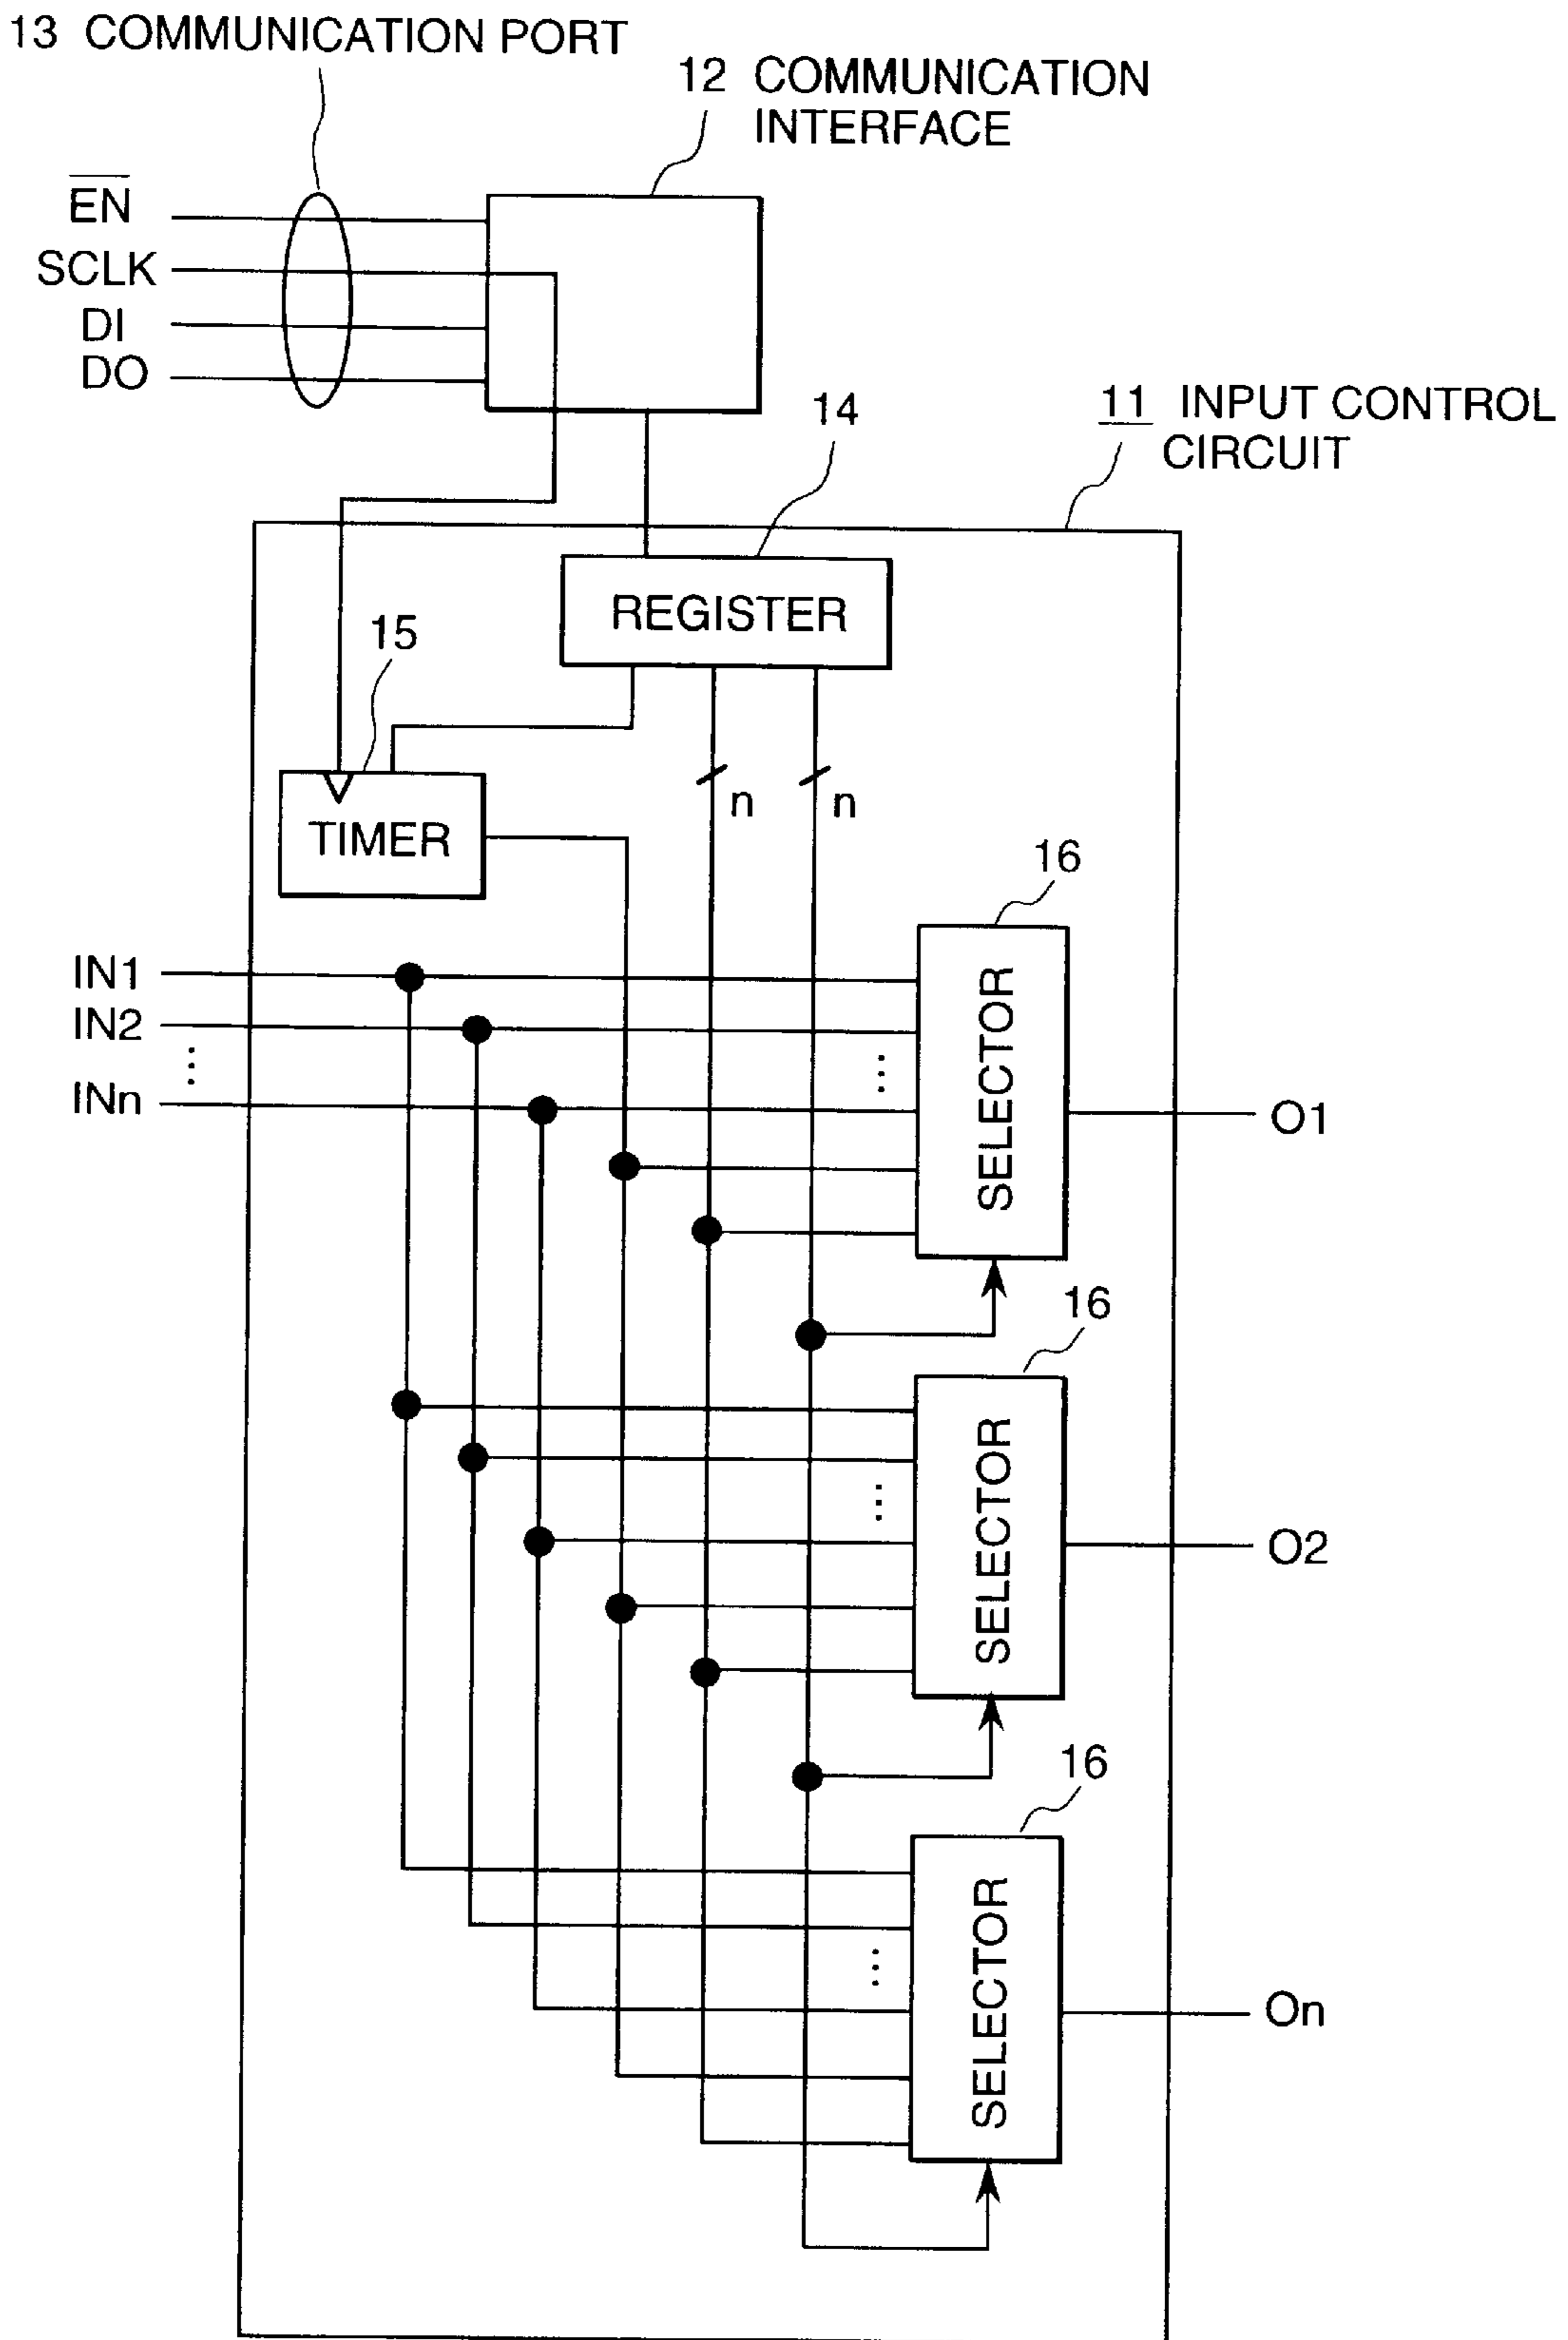 13 COMMUNICATION PORT
12 COMMUNICATION
INTERFACE
E̅N̅
SCLK
DI
DO
14
11 INPUT CONTROL
CIRCUIT
REGISTER
15
n
n
TIMER
16
IN1
IN2
⋮
INn
⋮
SELECTOR
O1
16
⋮
SELECTOR
O2
16
⋮
SELECTOR
On